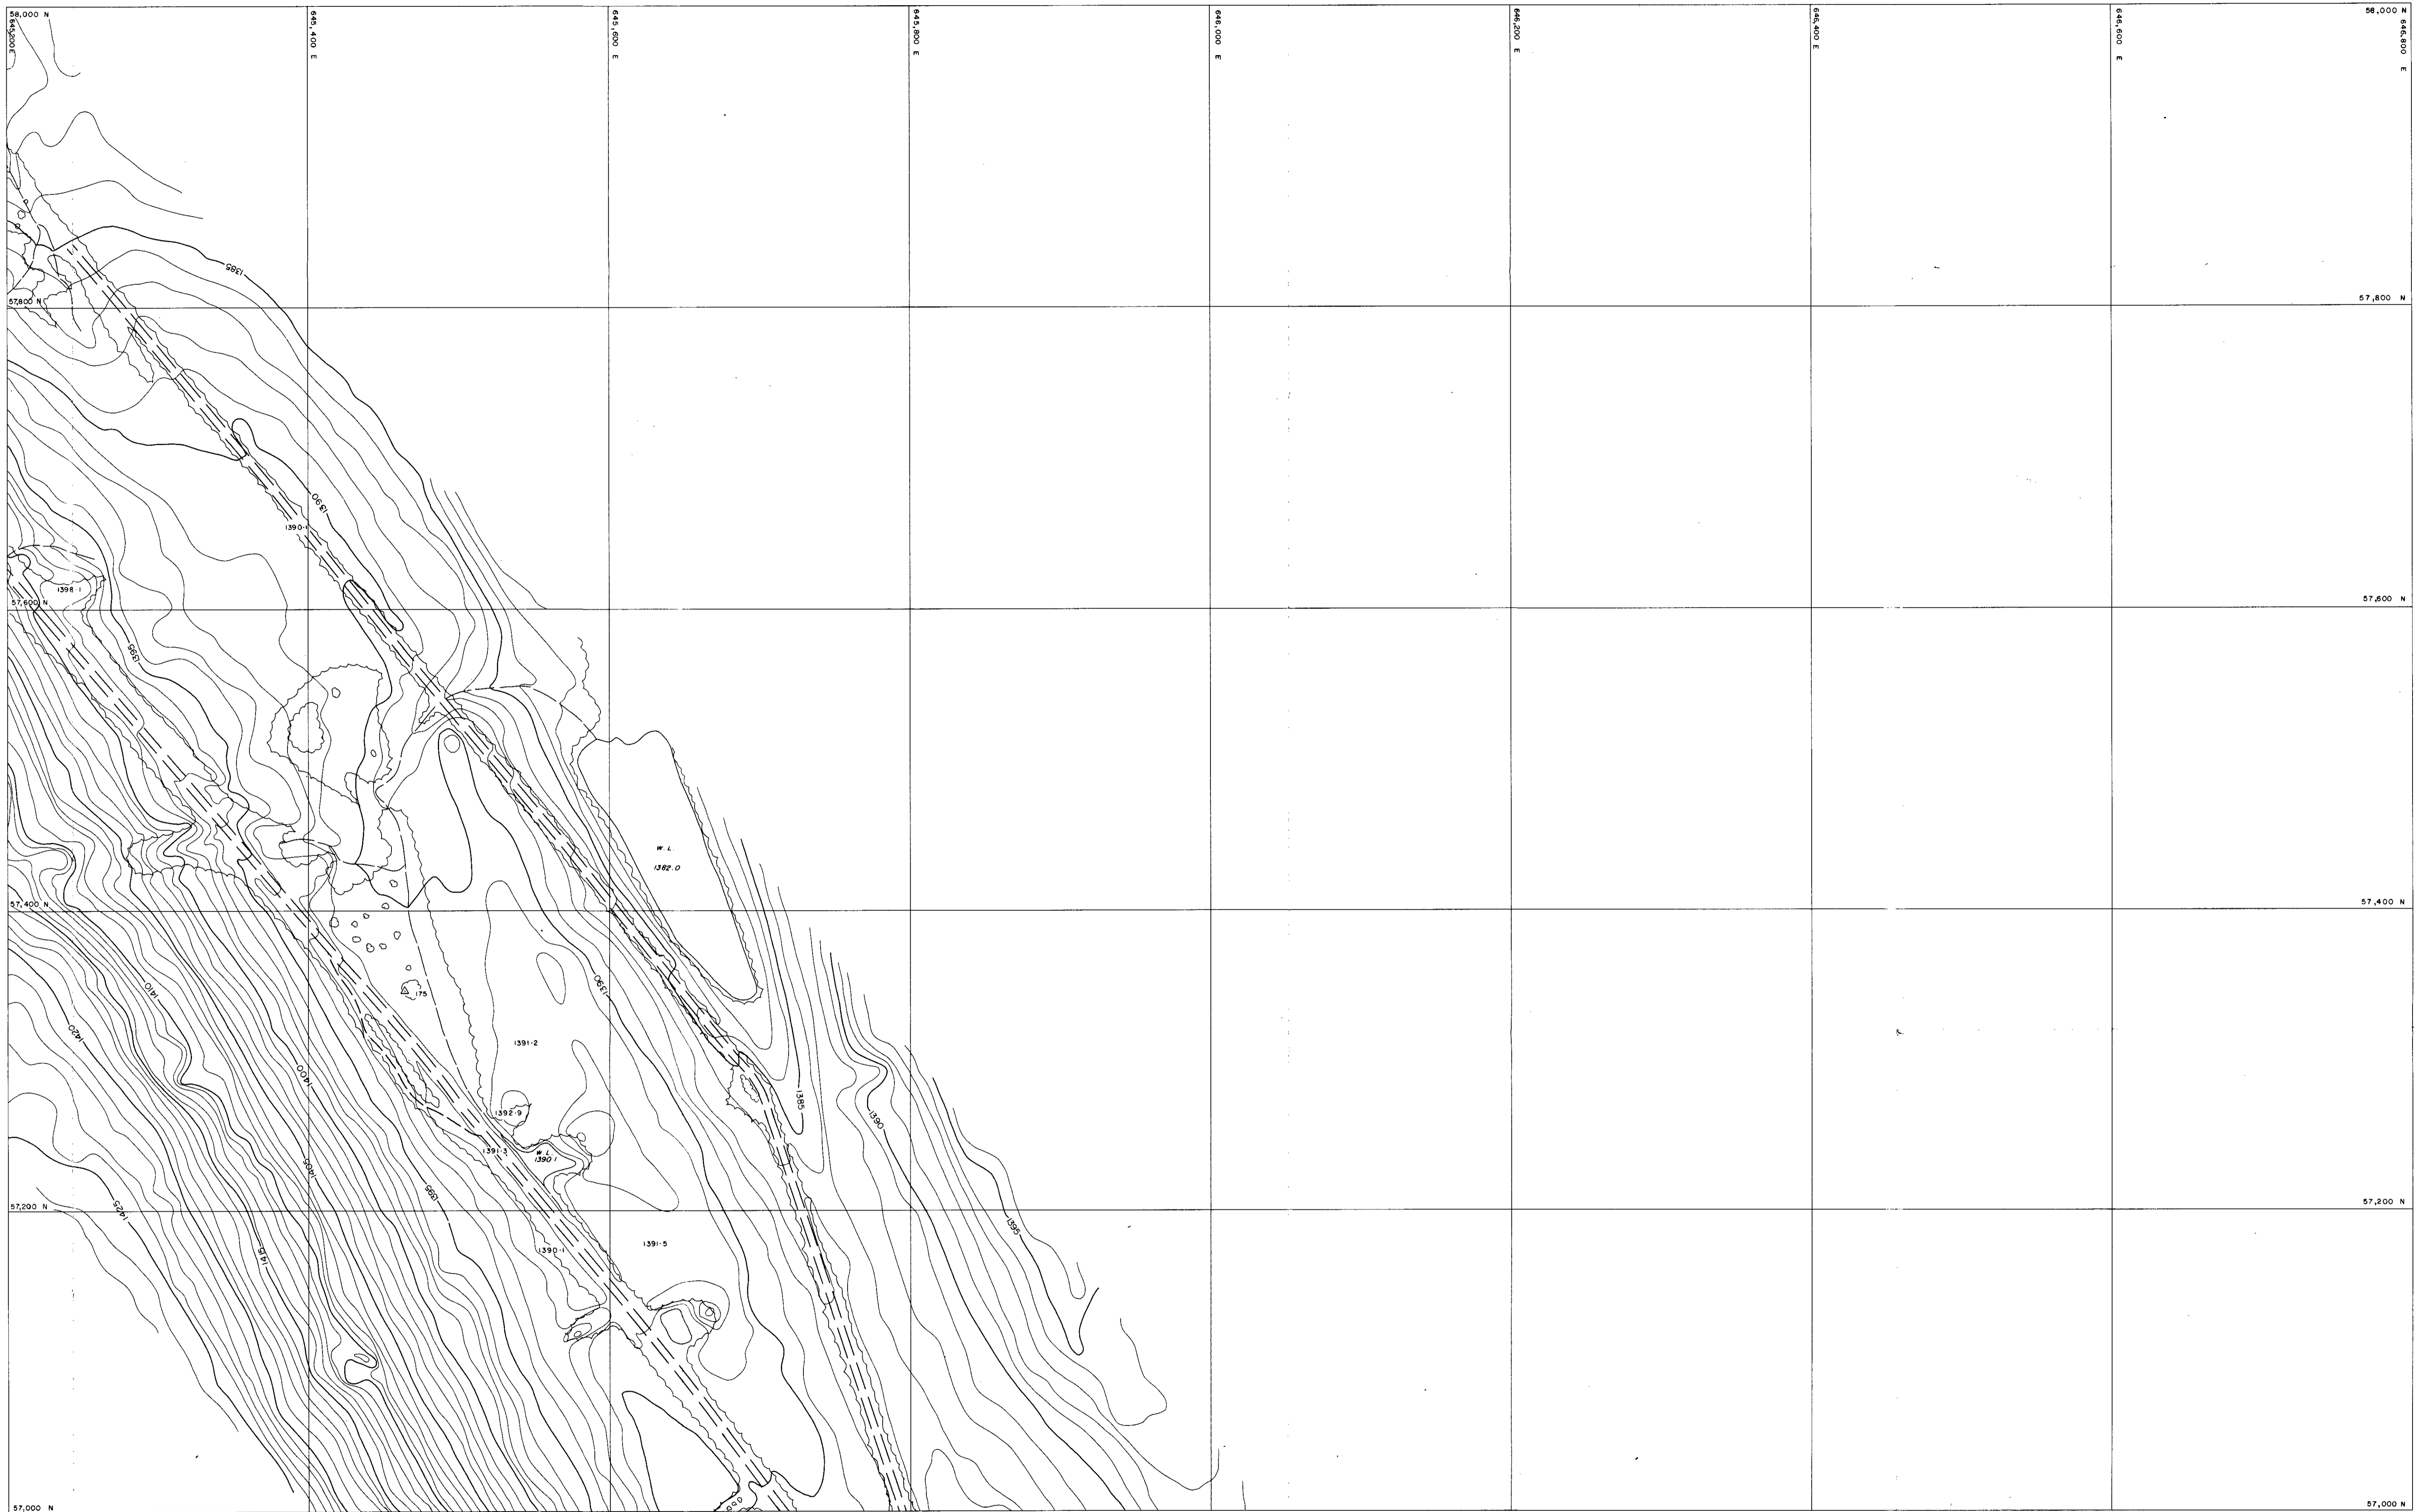 58,000 N
645,200 E
645,400 E
645,600 E
645,800 E
646,000 E
646,200 E
646,400 E
646,600 E
58,000 N
646,800 E
1385
57,800 N
57,800 N
1390
1390·1
1398·1
57,600 N
57,600 N
1395
W. L.
1382.0
57,400 N
57,400 N
1410
1390
175
1420
1391·2
1400
1385
1392·9
1390
1391·3
W. L.
1390 1
1405
1395
57,200 N
57,200 N
1425
1395
1415
1390·1
1391·5
57,000 N
57,000 N